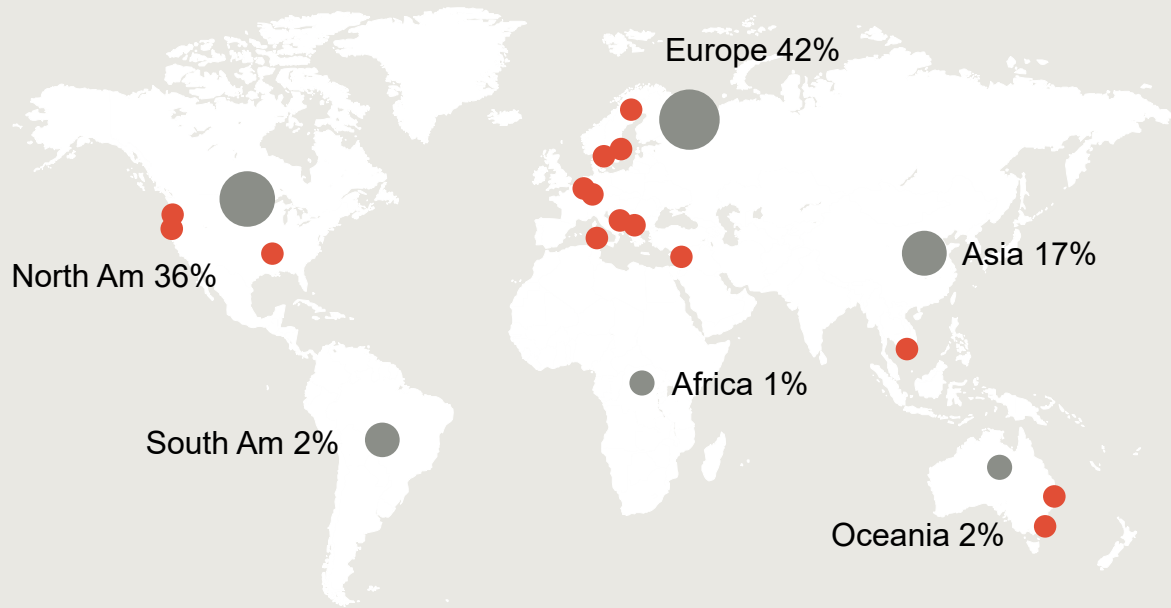 Europe 42%
North Am 36%
Asia 17%
Africa 1%
South Am 2%
Oceania 2%